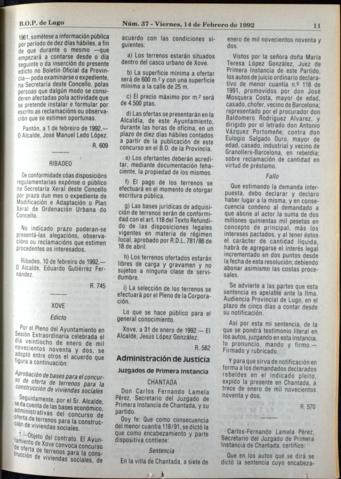 B.O.P. de Lugo
Núm. 37 - Viernes, 14 de Febrero de 1992
11
1961, sométese a información pública
por período de dez días hábiles, a fin
de que durante o mesmo —que
empezará a contarse desde o día
seguinte o da inserción do presente
edicto no Boletín Oficial da Provin-
cia— poda examinarse o expediente,
na Secretaría deste Concello, polas
persoas que dalgún modo se consi-
deren afectadas pola actividade que
se pretende instalar e formular por
escrito as reclamacións ou observa-
ción que se estimen oportunas.
Pantón, a 1 de febrero de 1992.—
O Alcalde, José Manuel Ledo López.
R. 609
RIBADEO
De conformidade coas disposicións
regulamentarias expónse o público
na Secretaría Xeral deste Concello
por prazo dun mes o expediente de
Modificación e Adaptación o Plan
Xeral de Ordenación Urbana do
Concello.
No indicado prazo poderan-se
presentá-las alegacións, observa-
cións ou reclamacións que estimen
procedentes os interesados.
Ribadeo, 10 de febreiro de 1992.—
O Alcalde, Eduardo Gutiérrez Fer-
nández.
R. 745
XOVE
Edicto
Por el Pleno del Ayuntamiento en
Sesión Extraordinaria celebrada el
día veintiocho de enero de mil
novecientos noventa y dos, se
adoptó entre otros el acuerdo que
figura a continuación:
Aprobación de bases para el concur-
so de oferta de terrenos para la
construcción de viviendas sociales
Seguidamente, por el Sr. Alcalde,
se da cuenta de las bases económico-
administrativas del concurso de
oferta de terrenos para la construc-
ción de viviendas sociales.
1.—Objeto del contrato. El Ayun-
tamiento de Xove convoca concurso
de oferta de terrenos para la cons-
trucción de viviendas sociales, de
acuerdo con las condiciones si-
guientes:
a) Los terrenos estarán situados
dentro del casco urbano de Xove.
b) La superficie mínima a ofertar
será de 600 m.² y con una superficie
mínima a la calle de 25 m.
c) El precio máximo por m.² será
de 4.500 ptas.
d) Las ofertas se presentarán en la
Alcaldía, de este Ayuntamiento,
durante las horas de oficina, en un
plazo de diez días hábiles contados
a partir de la publicación de este
concurso en el B.O. de la Provincia.
e) Los ofertantes deberán acredi-
tar, mediante documentación feha-
ciente, la propiedad de los mismos.
f) El pago de los terrenos se
efectuará en el momento de otorgar
escritura pública.
g) Las bases jurídicas de adquisi-
ción de terrenos serán de conformi-
dad con el art. 118 del Texto Refundi-
do de las disposiciones legales
vigentes en materia de régimen
local, aprobado por R.D.L. 781/86 de
18 de abril.
h) Los terrenos ofertados estarán
libres de carga y gravamen y no
sujetos a ninguna clase de servi-
dumbre.
i) La selección de los terrenos se
efectuará por el Pleno de la Corpora-
ción.
Lo que se hace público para el
general conocimiento.
Xove, a 31 de enero de 1992.— El
Alcalde, Jesús López González.
R. 582
Administración de Justicia
Juzgados de Primera Instancia
CHANTADA
Don Carlos Fernando Lamela
Pérez, Secretario del Juzgado de
Primera Instancia de Chantada, y su
partido.
Doy fe: Que como consecuencia
del menor cuantía 118/91, se dictó la
que como encabezamiento y parte
dispositiva contiene:
Sentencia
En la villa de Chantada, a siete de
enero de mil novecientos noventa y
dos.
Vistos por la señora doña María
Teresa López González, Juez de
Primera Instancia de este Partido,
los autos de juicio ordinario declara-
tivo de menor cuantía n.º 118 de
1991, promovidos por don José
Mosquera Costa, mayor de edad,
casado, chofer, vecino de Barcelona;
representado por el procurador don
Baldomero Rodríguez Alvarez, y
dirigido por el letrado don Antonio
Vázquez Portomeñe, contra don
Eulogio Salgado Duro, mayor de
edad, casado, industrial y vecino de
Granollers-Barcelona, en rebeldía;
sobre reclamación de cantidad en
virtud de préstamo.
Fallo
Que estimando la demanda inter-
puesta, debo declarar y declaro
haber lugar a la misma, y en conse-
cuencia condeno al demandado a
que abone al actor la suma de dos
millones quinientas mil pesetas en
concepto de principal, más los
intereses pactados, y al tener éstos
el carácter de cantidad líquida,
habrá de agregarse el interés legal
incrementado en dos puntos desde
la fecha de esta resolución; debiendo
abonar asimismo las costas proce-
sales.
Se advierte a las partes que esta
sentencia es apelable ante la Ilma.
Audiencia Provincial de Lugo, en el
plazo de cinco días a contar desde
su notificación.
Así por esta mi sentencia, de la
que se pondrá testimonio literal en
los autos, juzgando en esta instancia,
lo pronuncio, mando y firmo.—
Firmado y rubricado.
Y para que sirva de notificación en
forma a los demandados declarados
rebeldes en el indicado pleito,
expido la presente en Chantada, a
trece de enero de mil novecientos
noventa y dos.
R. 570
Carlos-Fernando Lamela Pérez,
Secretario del Juzgado de Primera
Instancia de Chantada, certifico:
Que en los autos que se dirá se
dictó la sentencia cuyo encabeza-